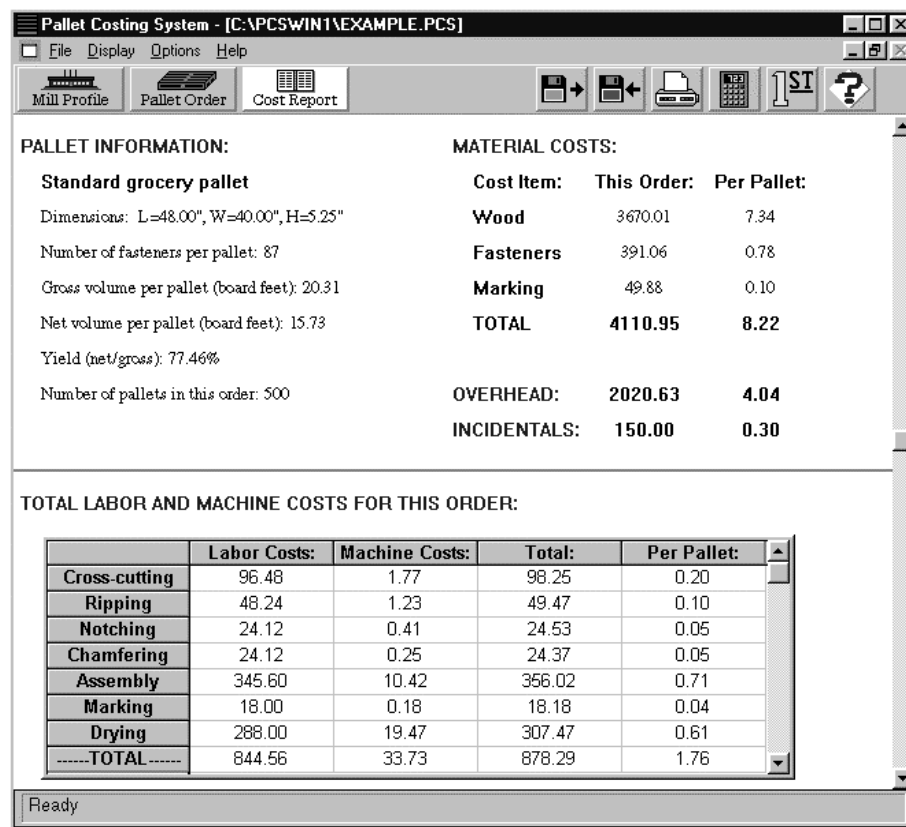 Pallet Costing System - [C:\PCSWIN1\EXAMPLE.PCS]
File Display Options Help
Mill Profile Pallet Order Cost Report 123 1ST ?
PALLET INFORMATION:
Standard grocery pallet
Dimensions: L=48.00", W=40.00", H=5.25"
Number of fasteners per pallet: 87
Gross volume per pallet (board feet): 20.31
Net volume per pallet (board feet): 15.73
Yield (net/gross): 77.46%
Number of pallets in this order: 500
MATERIAL COSTS:
Cost Item: This Order: Per Pallet:
Wood 3670.01 7.34
Fasteners 391.06 0.78
Marking 49.88 0.10
TOTAL 4110.95 8.22
OVERHEAD: 2020.63 4.04
INCIDENTALS: 150.00 0.30
TOTAL LABOR AND MACHINE COSTS FOR THIS ORDER:
Labor Costs: Machine Costs: Total: Per Pallet:
Cross-cutting 96.48 1.77 98.25 0.20
Ripping 48.24 1.23 49.47 0.10
Notching 24.12 0.41 24.53 0.05
Chamfering 24.12 0.25 24.37 0.05
Assembly 345.60 10.42 356.02 0.71
Marking 18.00 0.18 18.18 0.04
Drying 288.00 19.47 307.47 0.61
------TOTAL------ 844.56 33.73 878.29 1.76
Ready